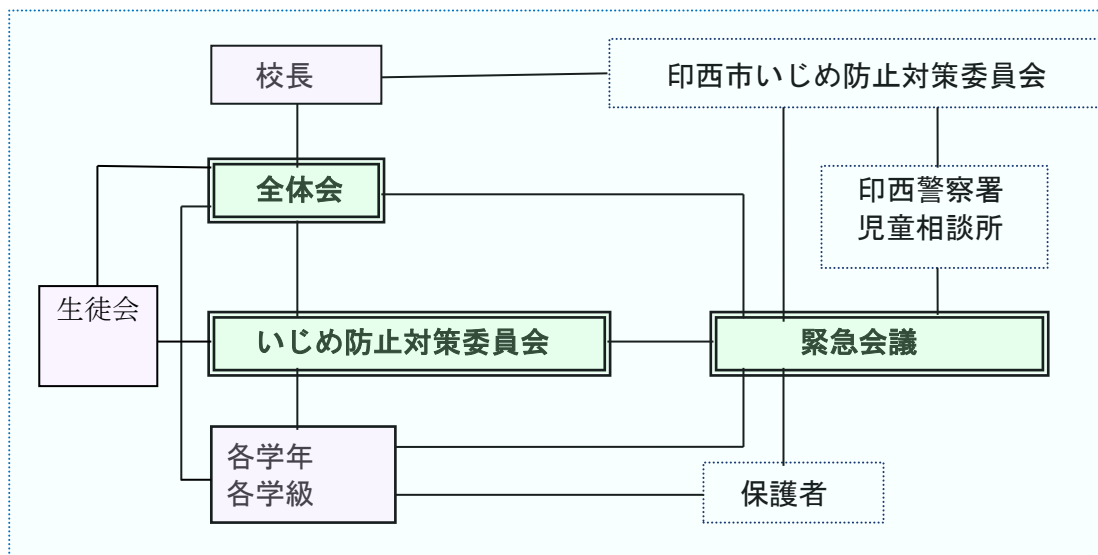 校長
印西市いじめ防止対策委員会
全体会
印西警察署
児童相談所
生徒会
いじめ防止対策委員会
緊急会議
各学年
各学級
保護者